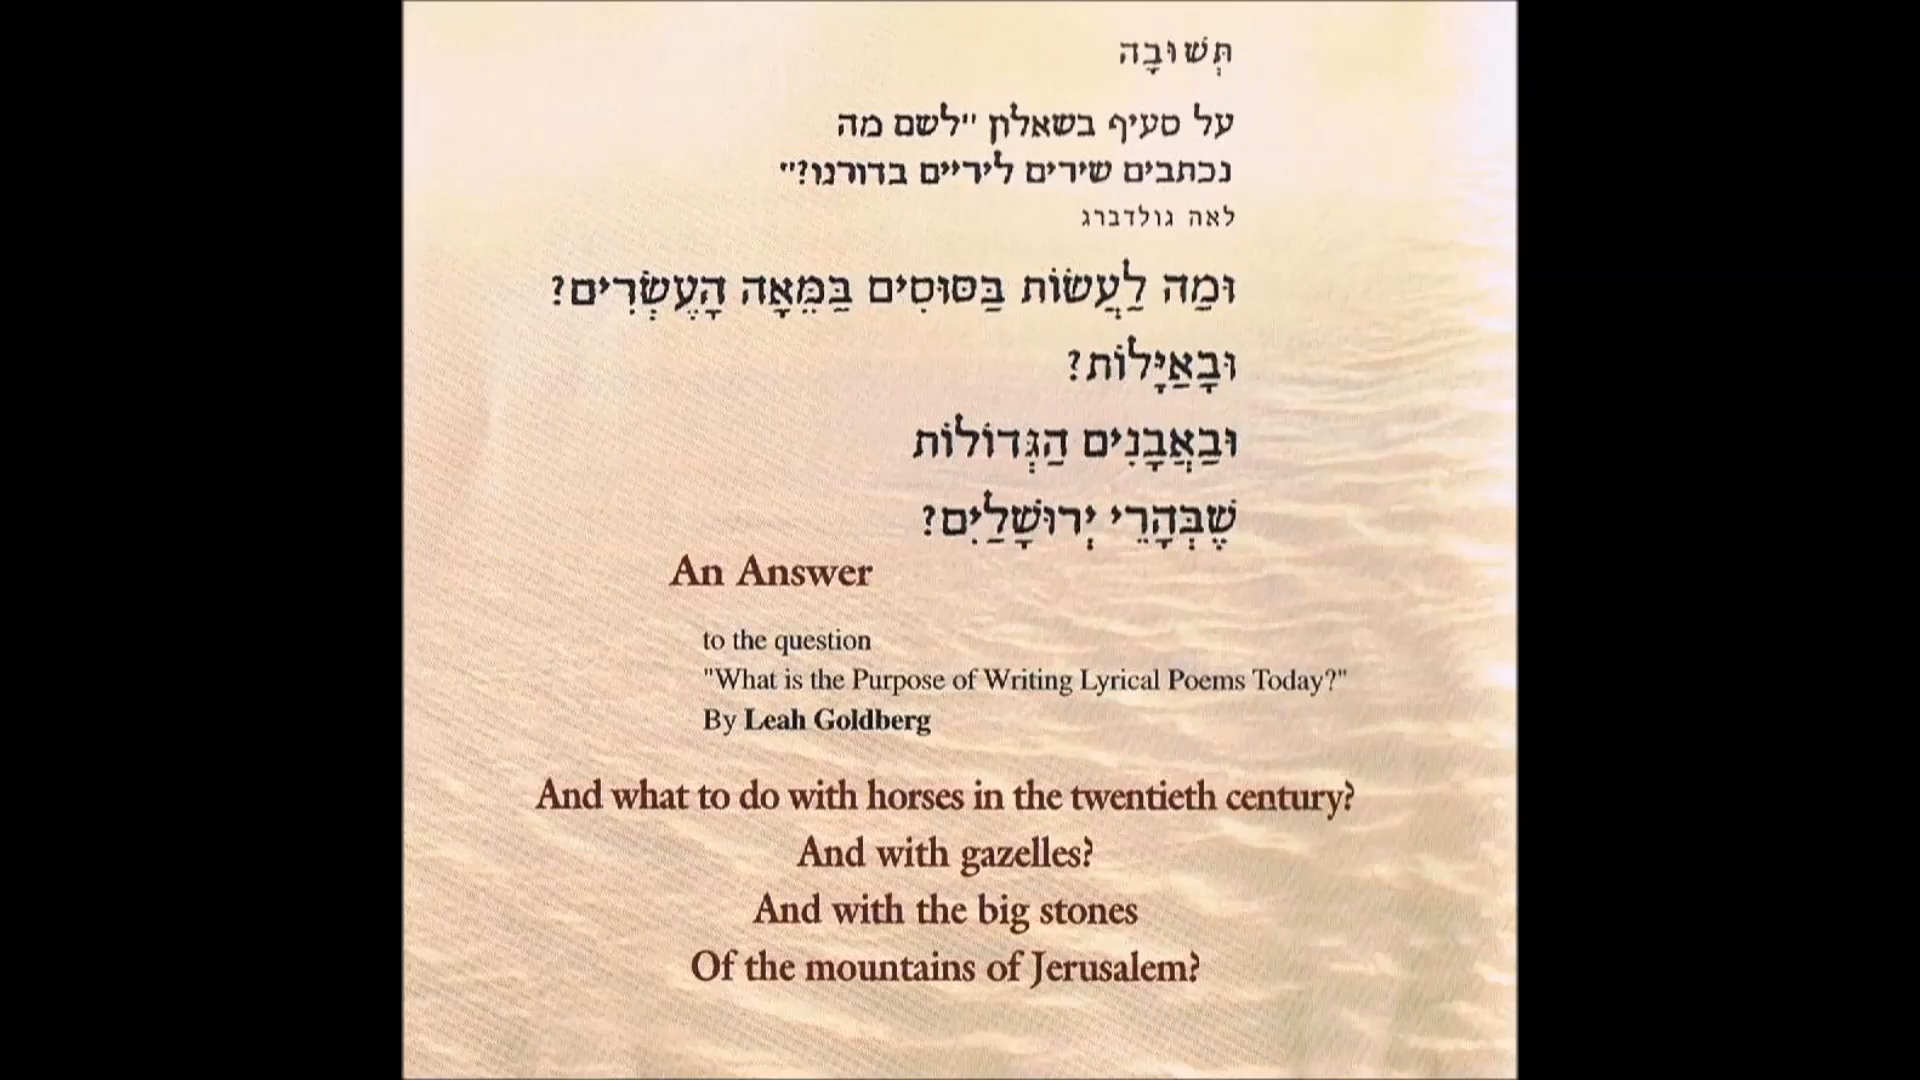 תְּשׁוּבָה
על סעיף בשאלון "לשם מה
נכתבים שירים ליריים בדורנו?"
לאה גולדברג
וּמַה לַעֲשׂוֹת בַּסּוּסִים בַּמֵּאָה הָעֶשְׂרִים?
וּבָאַיָּלוֹת?
וּבַאֲבָנִים הַגְּדוֹלוֹת
שֶׁבְּהָרֵי יְרוּשָׁלַיִם?
An Answer
to the question
"What is the Purpose of Writing Lyrical Poems Today?"
By Leah Goldberg
And what to do with horses in the twentieth century?
And with gazelles?
And with the big stones
Of the mountains of Jerusalem?